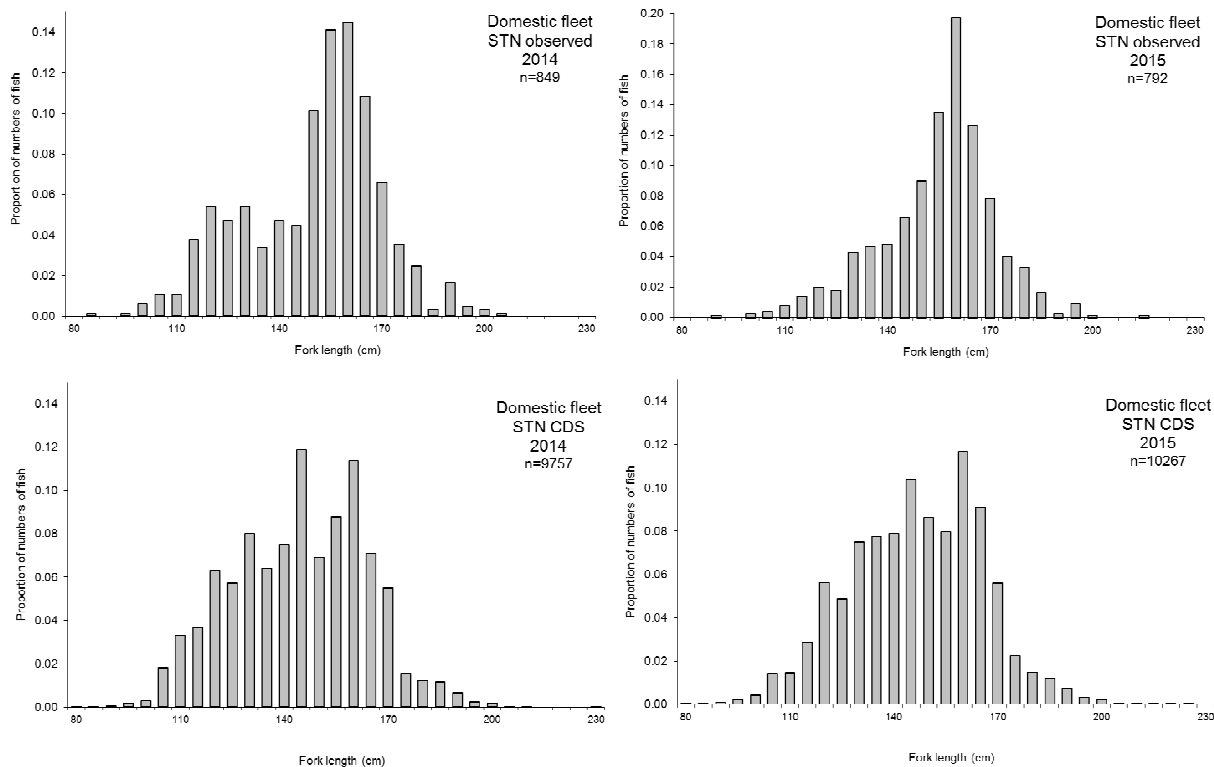 Domestic fleet
STN observed
2014
n=849
Proportion of numbers of fish
0.14
0.12
0.10
0.08
0.06
0.04
0.02
0.00
80 110 140 170 200 230
Fork length (cm)
Domestic fleet
STN observed
2015
n=792
Proportion of numbers of fish
0.20
0.18
0.16
0.14
0.12
0.10
0.08
0.06
0.04
0.02
0.00
80 110 140 170 200 230
Fork length (cm)
Domestic fleet
STN CDS
2014
n=9757
Proportion of numbers of fish
0.14
0.12
0.10
0.08
0.06
0.04
0.02
0.00
80 110 140 170 200 230
Fork length (cm)
Domestic fleet
STN CDS
2015
n=10267
Proportion of numbers of fish
0.14
0.12
0.10
0.08
0.06
0.04
0.02
0.00
80 110 140 170 200 230
Fork length (cm)